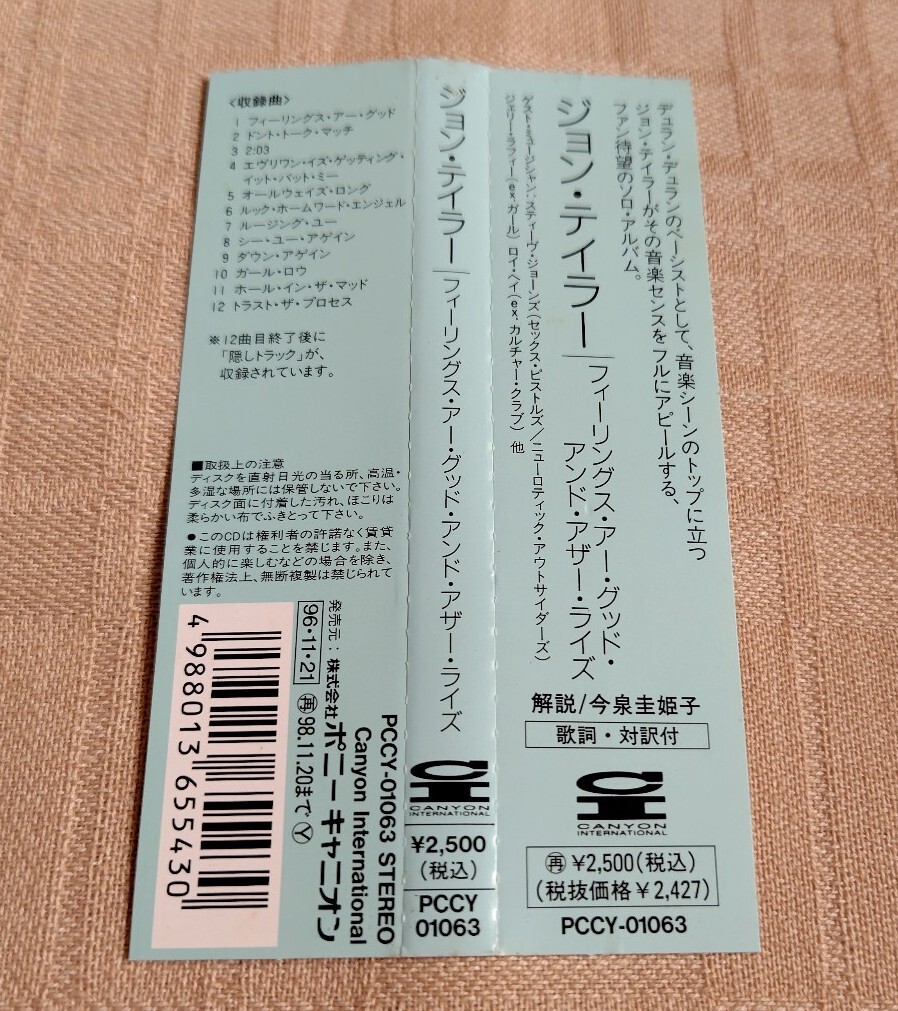 デュラン・デュランのベーシストとして、音楽シーンのトップに立つ
ジョン・テイラーがその音楽センスをフルにアピールする、
ファン待望のソロ・アルバム。
ジョン・テイラー
フィーリングス・アー・グッド・
アンド・アザー・ライズ
ゲスト・ミュージシャン:スティーヴ・ジョーンズ(セックス・ピストルズ/ニューロティック・アウトサイダーズ)
ジェリー・ラフィー(ex.ガール) ロイ・ヘイ(ex.カルチャー・クラブ) 他
解説/今泉圭姫子
歌詞・対訳付
CANYON
INTERNATIONAL
再 ¥2,500(税込)
(税抜価格¥2,427)
PCCY-01063
ジョン・テイラー
フィーリングス・アー・グッド・アンド・アザー・ライズ
CANYON
INTERNATIONAL
¥2,500
(税込)
PCCY
01063
〈収録曲〉
1 フィーリングス・アー・グッド
2 ドント・トーク・マッチ
3 2:03
4 エヴリワン・イズ・ゲッティング・
イット・バット・ミー
5 オールウェイズ・ロング
6 ルック・ホームワード・エンジェル
7 ルージング・ユー
8 シー・ユー・アゲイン
9 ダウン・アゲイン
10 ガール・ロウ
11 ホール・イン・ザ・マッド
12 トラスト・ザ・プロセス
※12曲目終了後に
「隠しトラック」が、
収録されています。
■取扱上の注意
ディスクを直射日光の当る所、高温・
多湿な場所には保管しないで下さい。
ディスク面に付着した汚れ、ほこりは
柔らかい布でふきとって下さい。
●このCDは権利者の許諾なく賃貸
業に使用することを禁じます。また、
個人的に楽しむなどの場合を除き、
著作権法上、無断複製は禁じられて
います。
PCCY-01063 STEREO
Canyon International
発売元:株式会社ポニーキャニオン
96・11・21 再 98.11.20まで Y
4988013655430